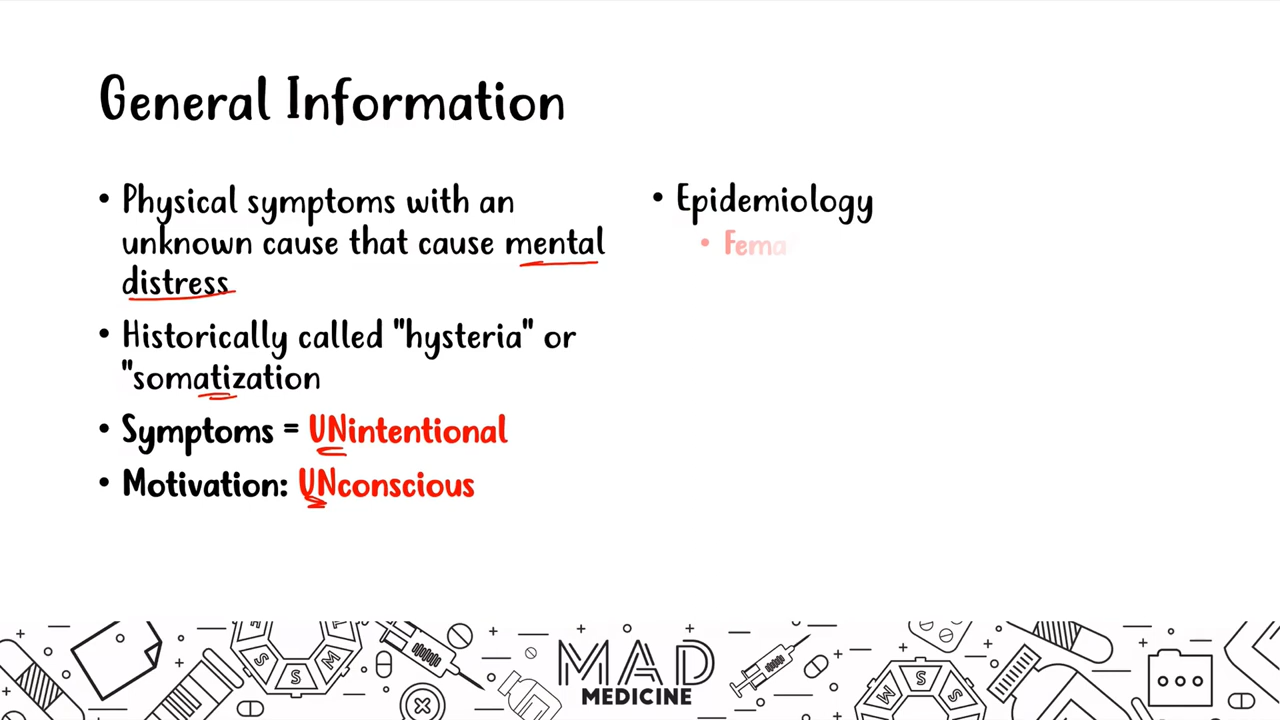 General Information
• Physical symptoms with an
unknown cause that cause mental
distress
• Historically called "hysteria" or
"somatization
• Symptoms = UNintentional
• Motivation: UNconscious
• Epidemiology
• Fema
S
S
M
M
S
S
MAD
MEDICINE